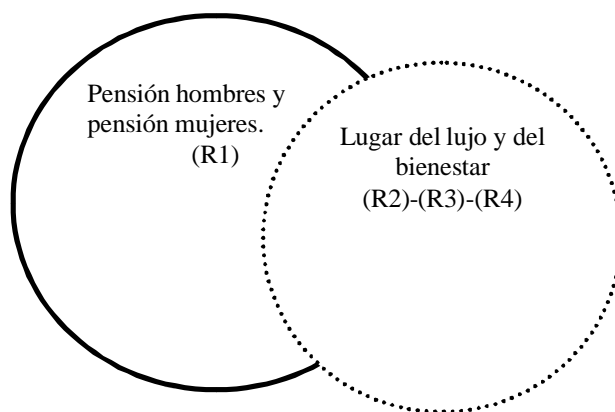 Pensión hombres y
pensión mujeres.
(R1)
Lugar del lujo y del
bienestar
(R2)-(R3)-(R4)